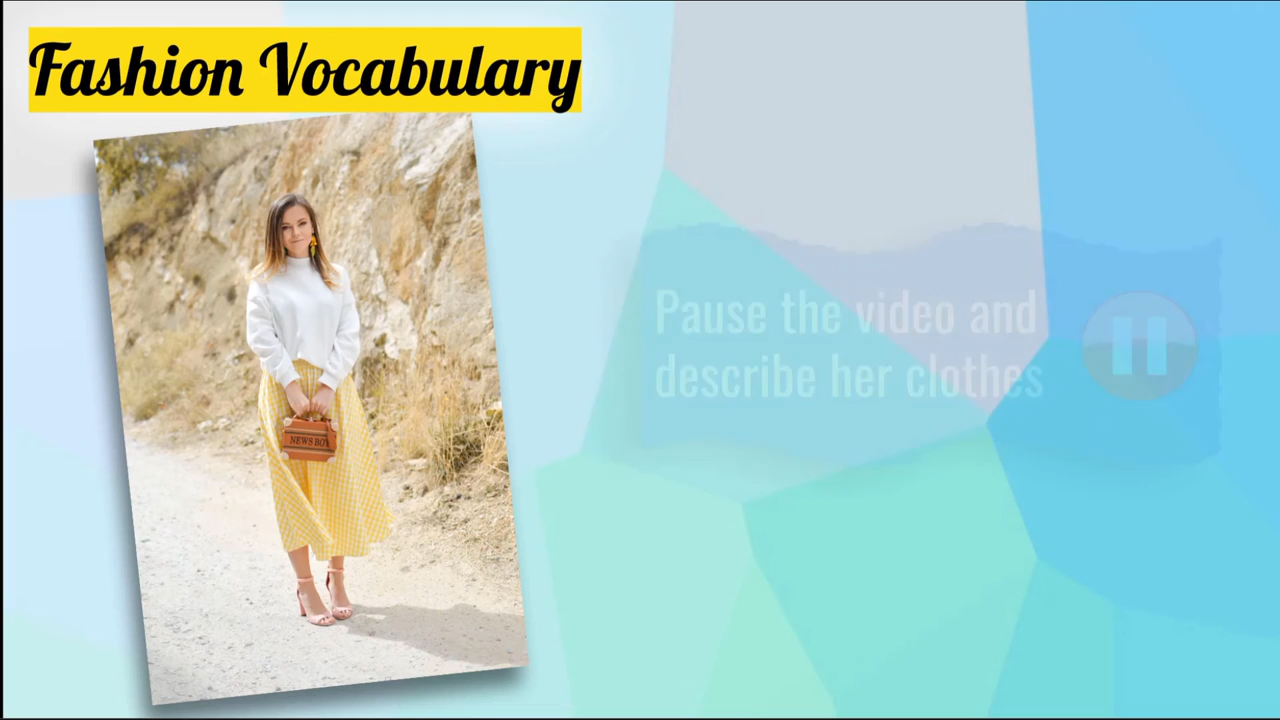 Fashion Vocabulary
Pause the video and
describe her clothes
NEWS BOY